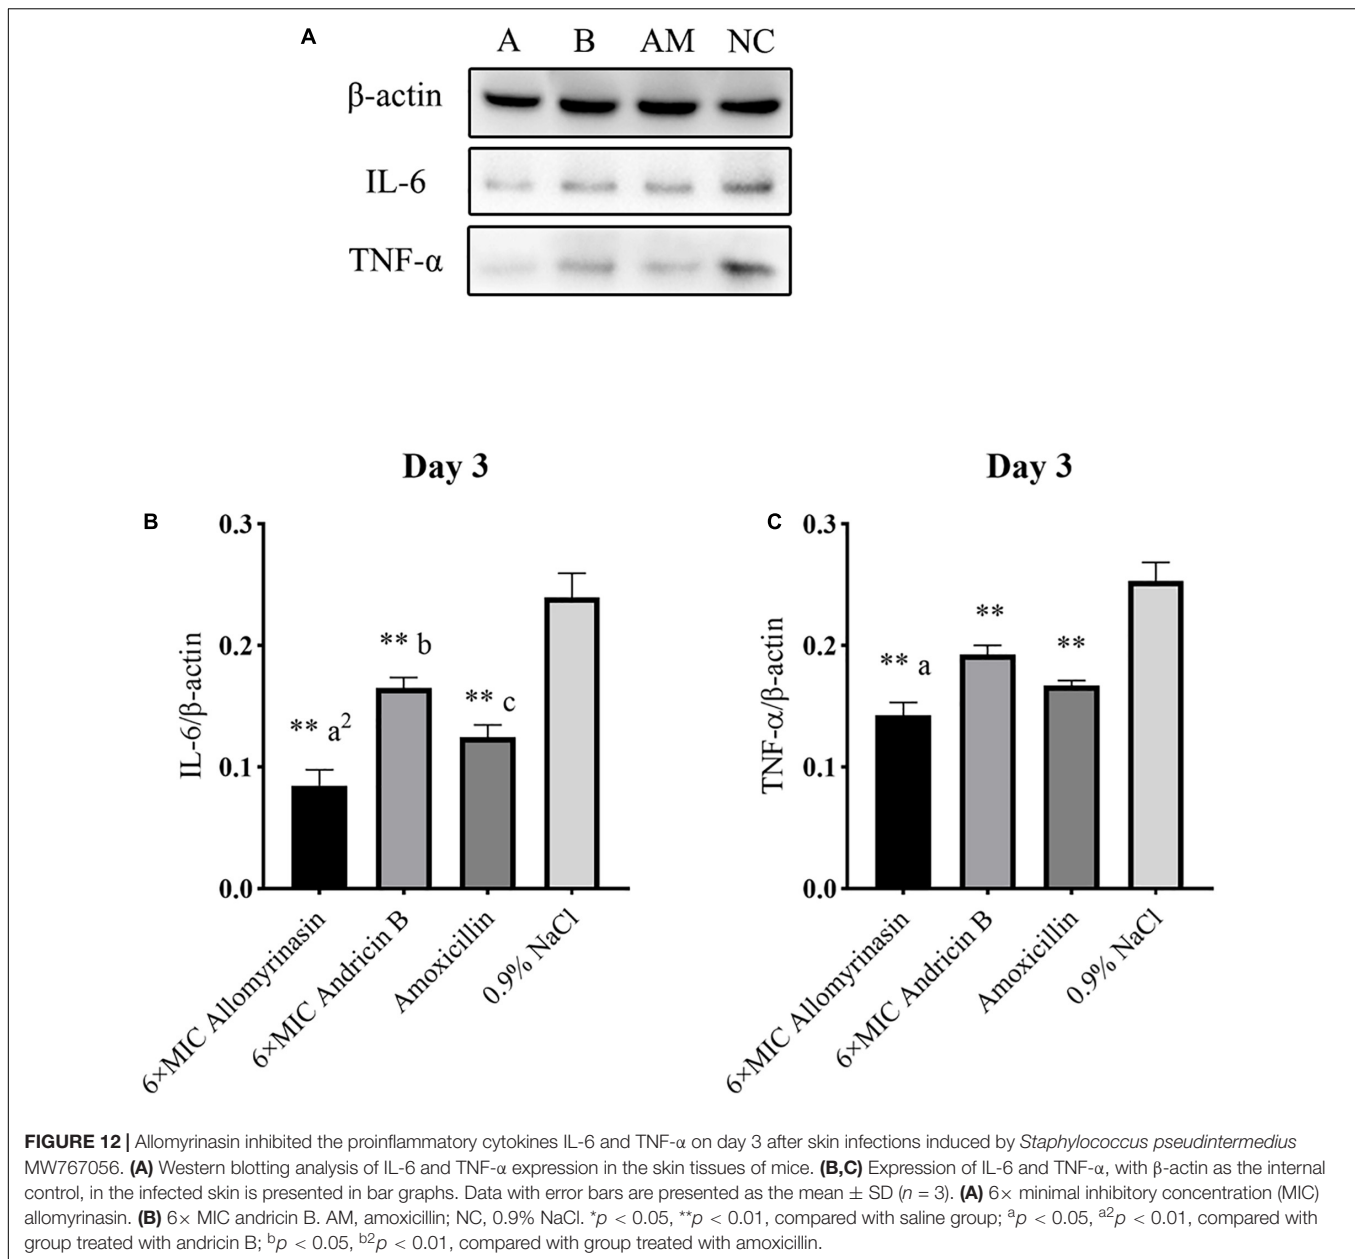 A
A B AM NC
β-actin
IL-6
TNF-α
Day 3
B
0.3
0.2
0.1
0.0
IL-6/β-actin
** a²
** b
** c
6×MIC Allomyrinasin
6×MIC Andricin B
Amoxicillin
0.9% NaCl
Day 3
C
0.3
0.2
0.1
0.0
TNF-α/β-actin
** a
**
**
6×MIC Allomyrinasin
6×MIC Andricin B
Amoxicillin
0.9% NaCl
FIGURE 12 | Allomyrinasin inhibited the proinflammatory cytokines IL-6 and TNF-α on day 3 after skin infections induced by Staphylococcus pseudintermedius
MW767056. (A) Western blotting analysis of IL-6 and TNF-α expression in the skin tissues of mice. (B,C) Expression of IL-6 and TNF-α, with β-actin as the internal
control, in the infected skin is presented in bar graphs. Data with error bars are presented as the mean ± SD (n = 3). (A) 6× minimal inhibitory concentration (MIC)
allomyrinasin. (B) 6× MIC andricin B. AM, amoxicillin; NC, 0.9% NaCl. *p < 0.05, **p < 0.01, compared with saline group; ᵃp < 0.05, ᵃ²p < 0.01, compared with
group treated with andricin B; ᵇp < 0.05, ᵇ²p < 0.01, compared with group treated with amoxicillin.